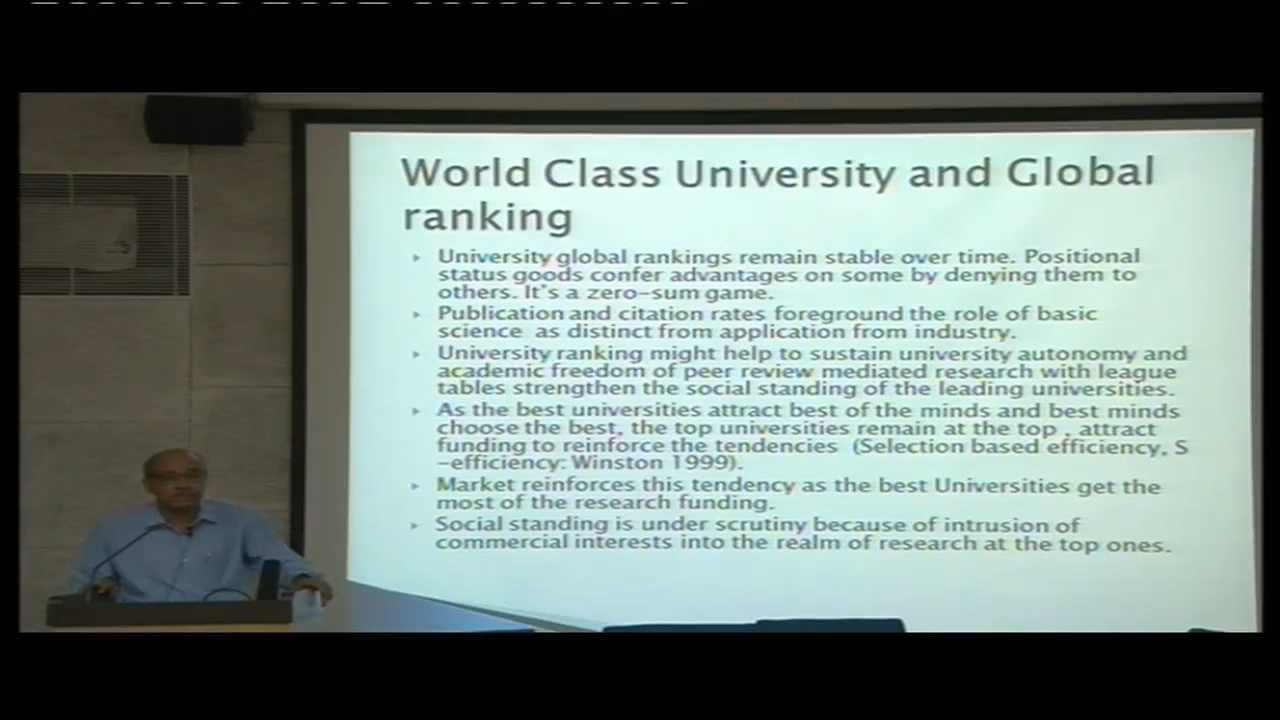 World Class University and Global
ranking
University global rankings remain stable over time. Positional
status goods confer advantages on some by denying them to
others. It's a zero-sum game.
Publication and citation rates foreground the role of basic
science as distinct from application from industry.
University ranking might help to sustain university autonomy and
academic freedom of peer review mediated research with league
tables strengthen the social standing of the leading universities.
As the best universities attract best of the minds and best minds
choose the best, the top universities remain at the top , attract
funding to reinforce the tendencies (Selection based efficiency, S
-efficiency: Winston 1999).
Market reinforces this tendency as the best Universities get the
most of the research funding.
Social standing is under scrutiny because of intrusion of
commercial interests into the realm of research at the top ones.